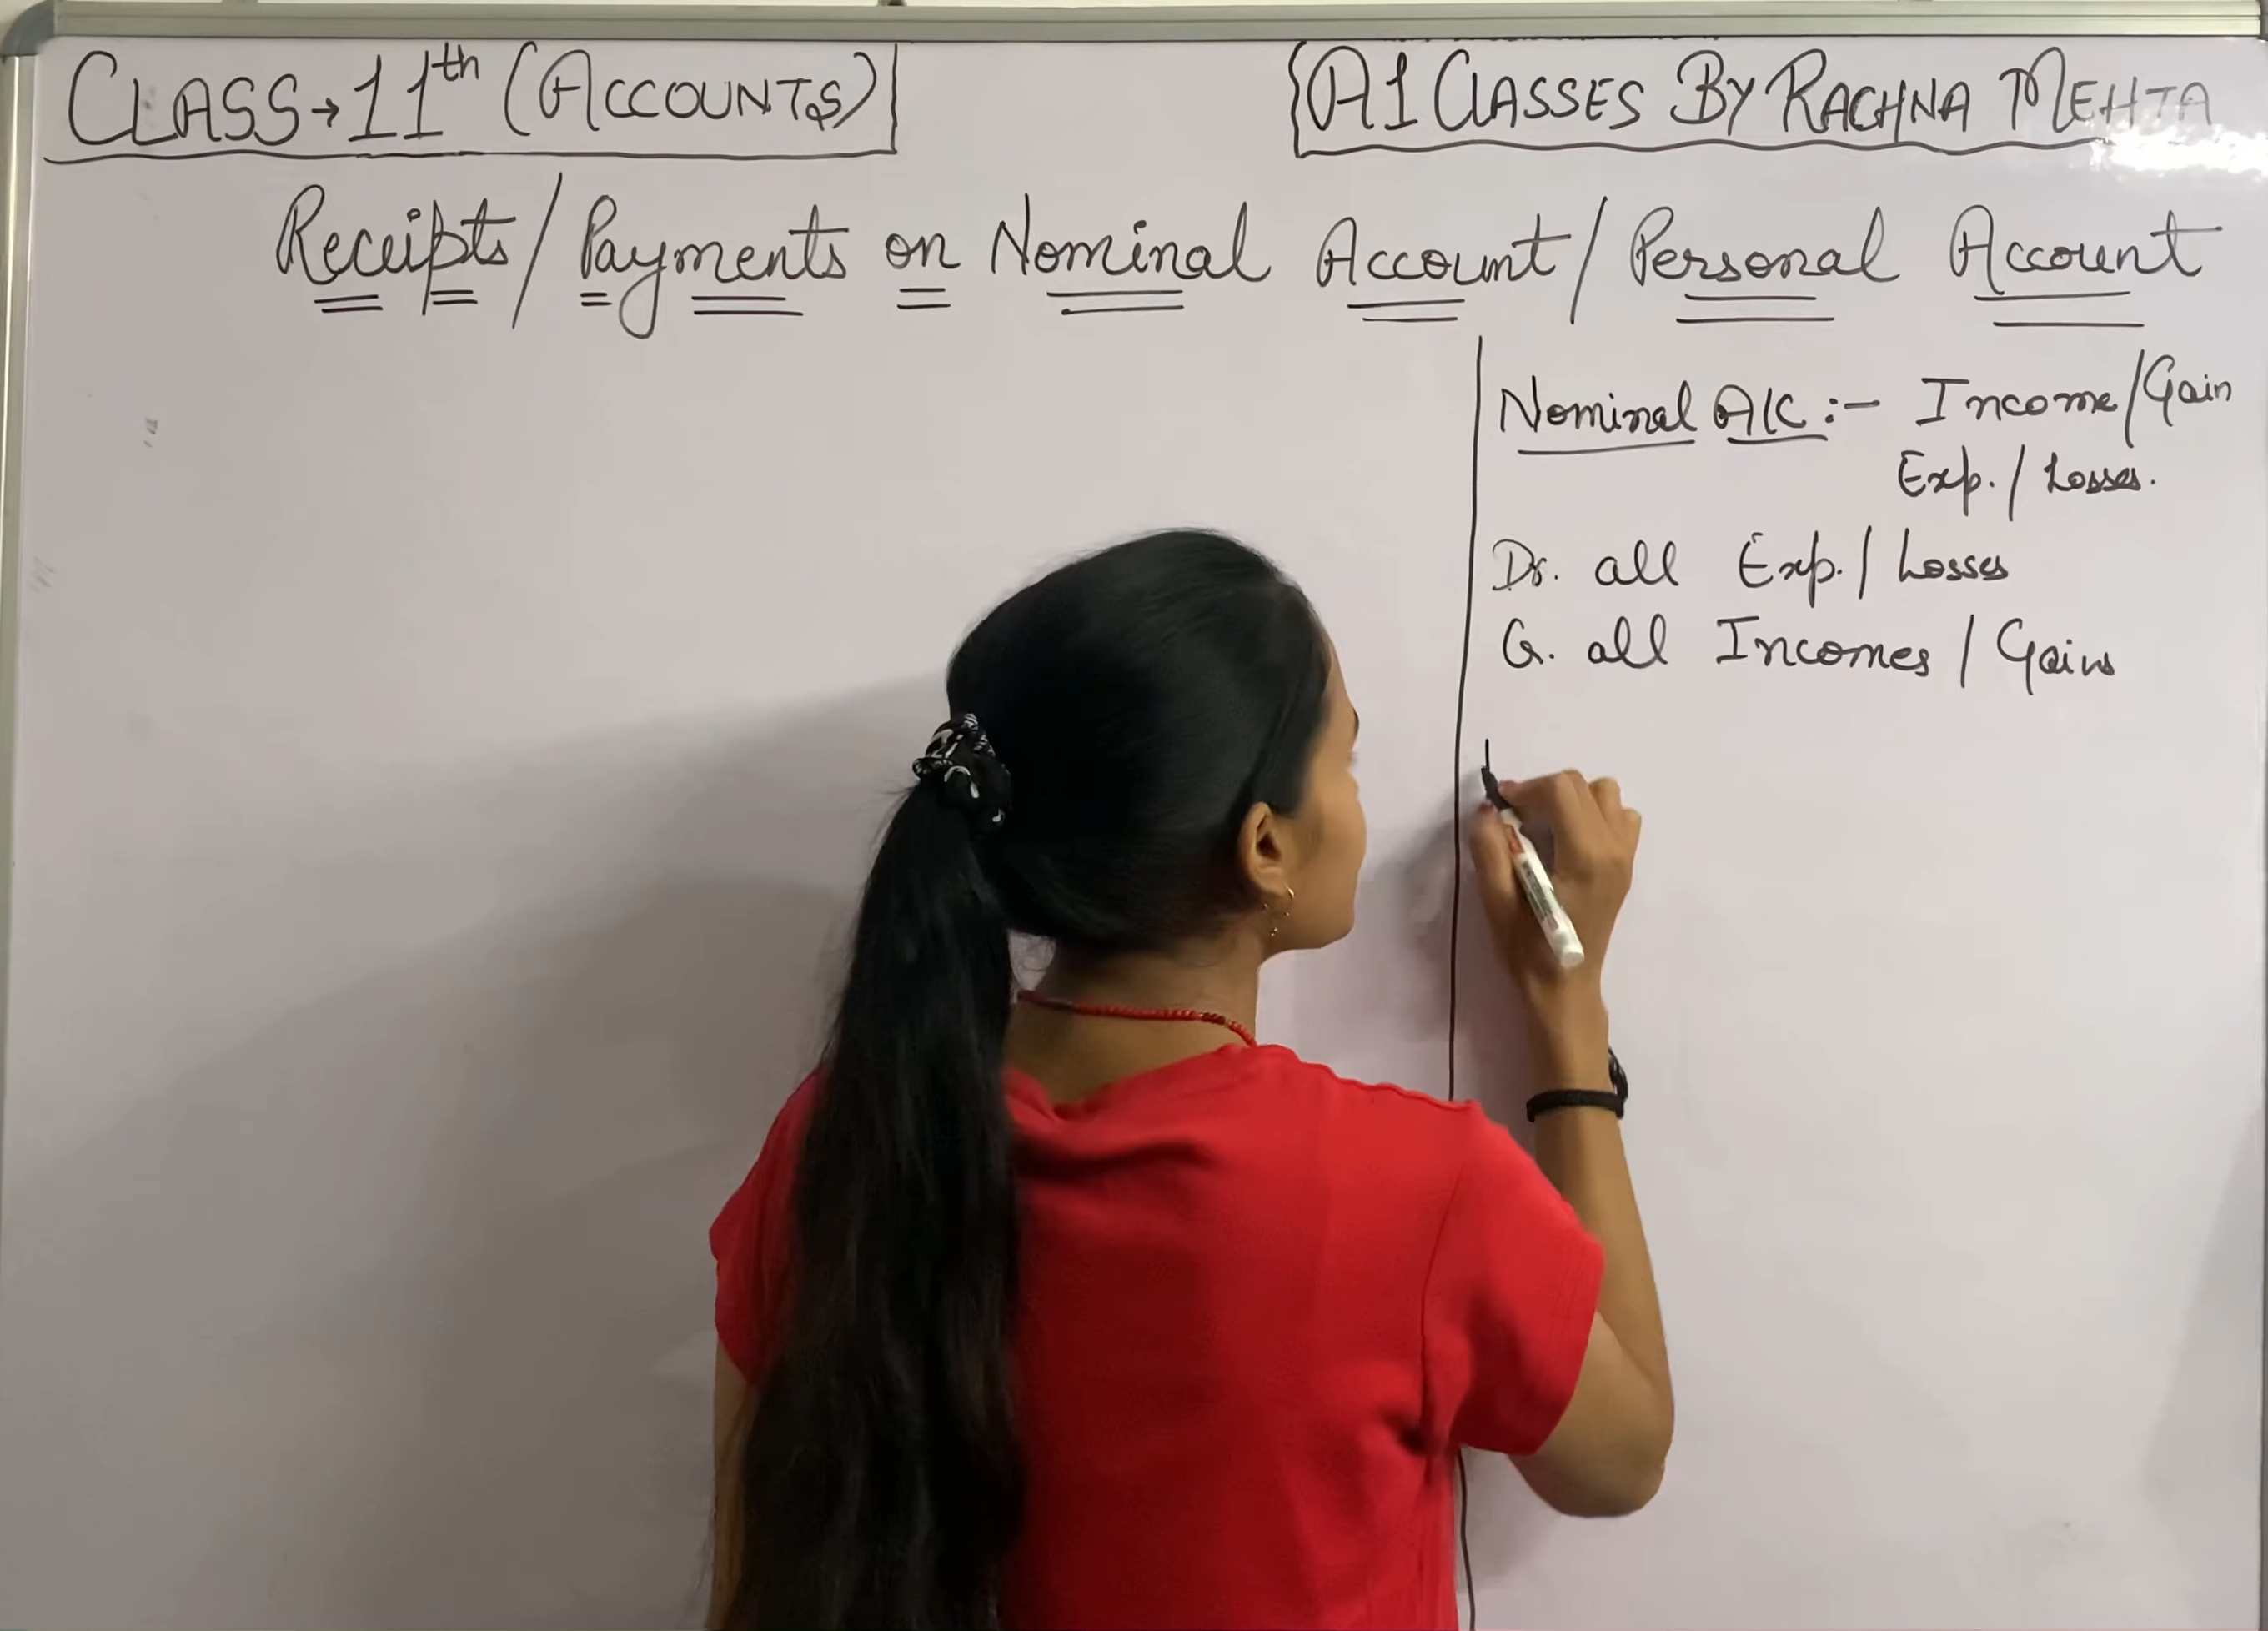 CLASS→11th (ACCOUNTS)
A1 CLASSES BY RACHNA MEHTA
Receipts/Payments on Nominal Account/Personal Account
Nominal A/C:- Income/Gain
Exp./Losses.
Dr. all Exp./Losses
Cr. all Incomes/Gains